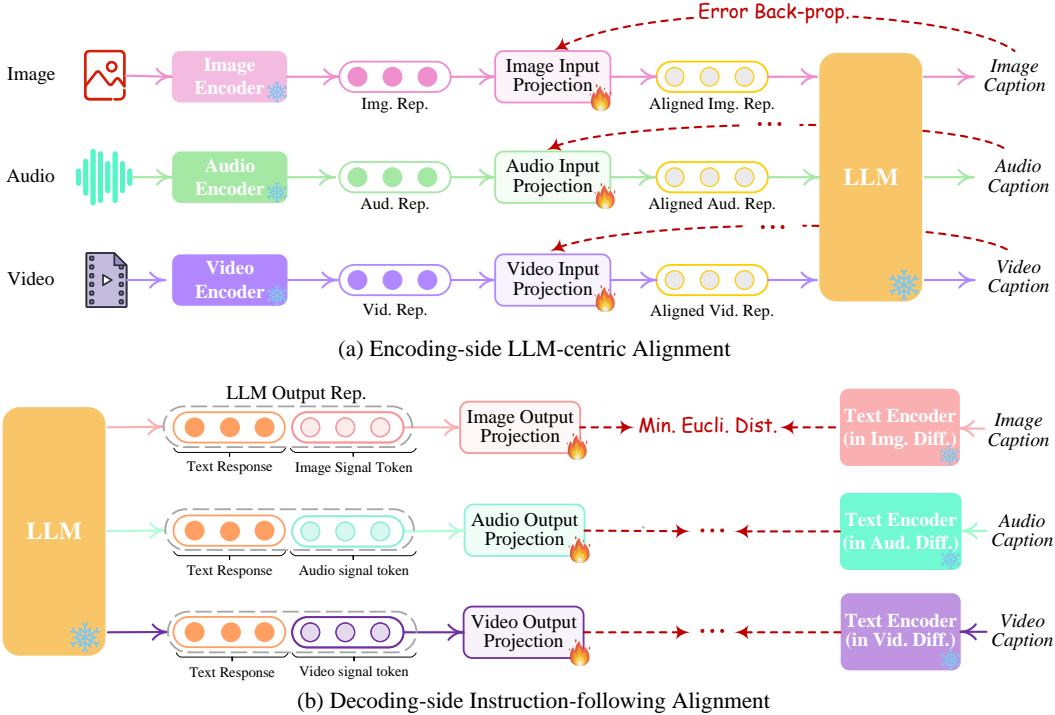 Error Back-prop.
Image
Image
Encoder
Img. Rep.
Image Input
Projection
Aligned Img. Rep.
Image
Caption
Audio
Audio
Encoder
Aud. Rep.
Audio Input
Projection
Aligned Aud. Rep.
...
LLM
Audio
Caption
Video
Video
Encoder
Vid. Rep.
Video Input
Projection
Aligned Vid. Rep.
...
Video
Caption
(a) Encoding-side LLM-centric Alignment
LLM
LLM Output Rep.
Text Response
Image Signal Token
Image Output
Projection
Min. Eucli. Dist.
Text Encoder
(in Img. Diff.)
Image
Caption
Text Response
Audio signal token
Audio Output
Projection
...
Text Encoder
(in Aud. Diff.)
Audio
Caption
Text Response
Video signal token
Video Output
Projection
...
Text Encoder
(in Vid. Diff.)
Video
Caption
(b) Decoding-side Instruction-following Alignment